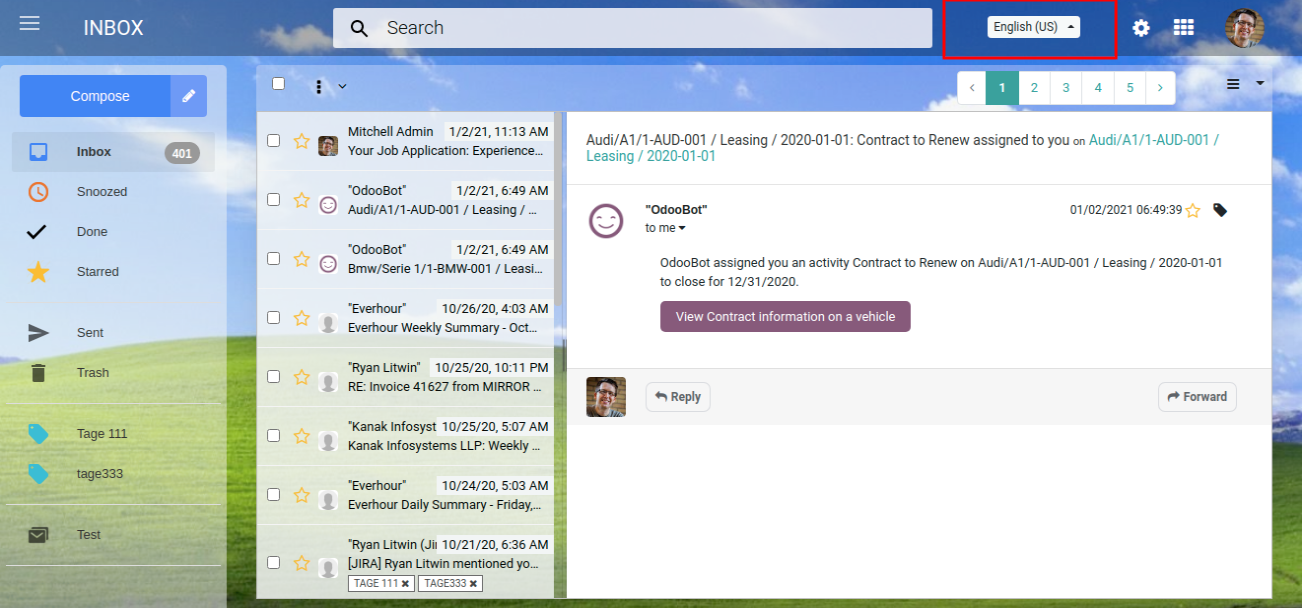 INBOX
Search
English (US)
Compose
Inbox 401
Snoozed
Done
Starred
Sent
Trash
Tage 111
tage333
Test
‹ 1 2 3 4 5 ›
Mitchell Admin 1/2/21, 11:13 AM
Your Job Application: Experience...
"OdooBot" 1/2/21, 6:49 AM
Audi/A1/1-AUD-001 / Leasing / ...
"OdooBot" 1/2/21, 6:49 AM
Bmw/Serie 1/1-BMW-001 / Leasi...
"Everhour" 10/26/20, 4:03 AM
Everhour Weekly Summary - Oct...
"Ryan Litwin" 10/25/20, 10:11 PM
RE: Invoice 41627 from MIRROR ...
"Kanak Infosyst 10/25/20, 5:07 AM
Kanak Infosystems LLP: Weekly ...
"Everhour" 10/24/20, 5:03 AM
Everhour Daily Summary - Friday,...
"Ryan Litwin (Jir 10/21/20, 6:36 AM
[JIRA] Ryan Litwin mentioned yo...
TAGE 111 ✖ TAGE333 ✖
Audi/A1/1-AUD-001 / Leasing / 2020-01-01: Contract to Renew assigned to you on Audi/A1/1-AUD-001 /
Leasing / 2020-01-01
"OdooBot" 01/02/2021 06:49:39
to me
OdooBot assigned you an activity Contract to Renew on Audi/A1/1-AUD-001 / Leasing / 2020-01-01
to close for 12/31/2020.
View Contract information on a vehicle
Reply
Forward